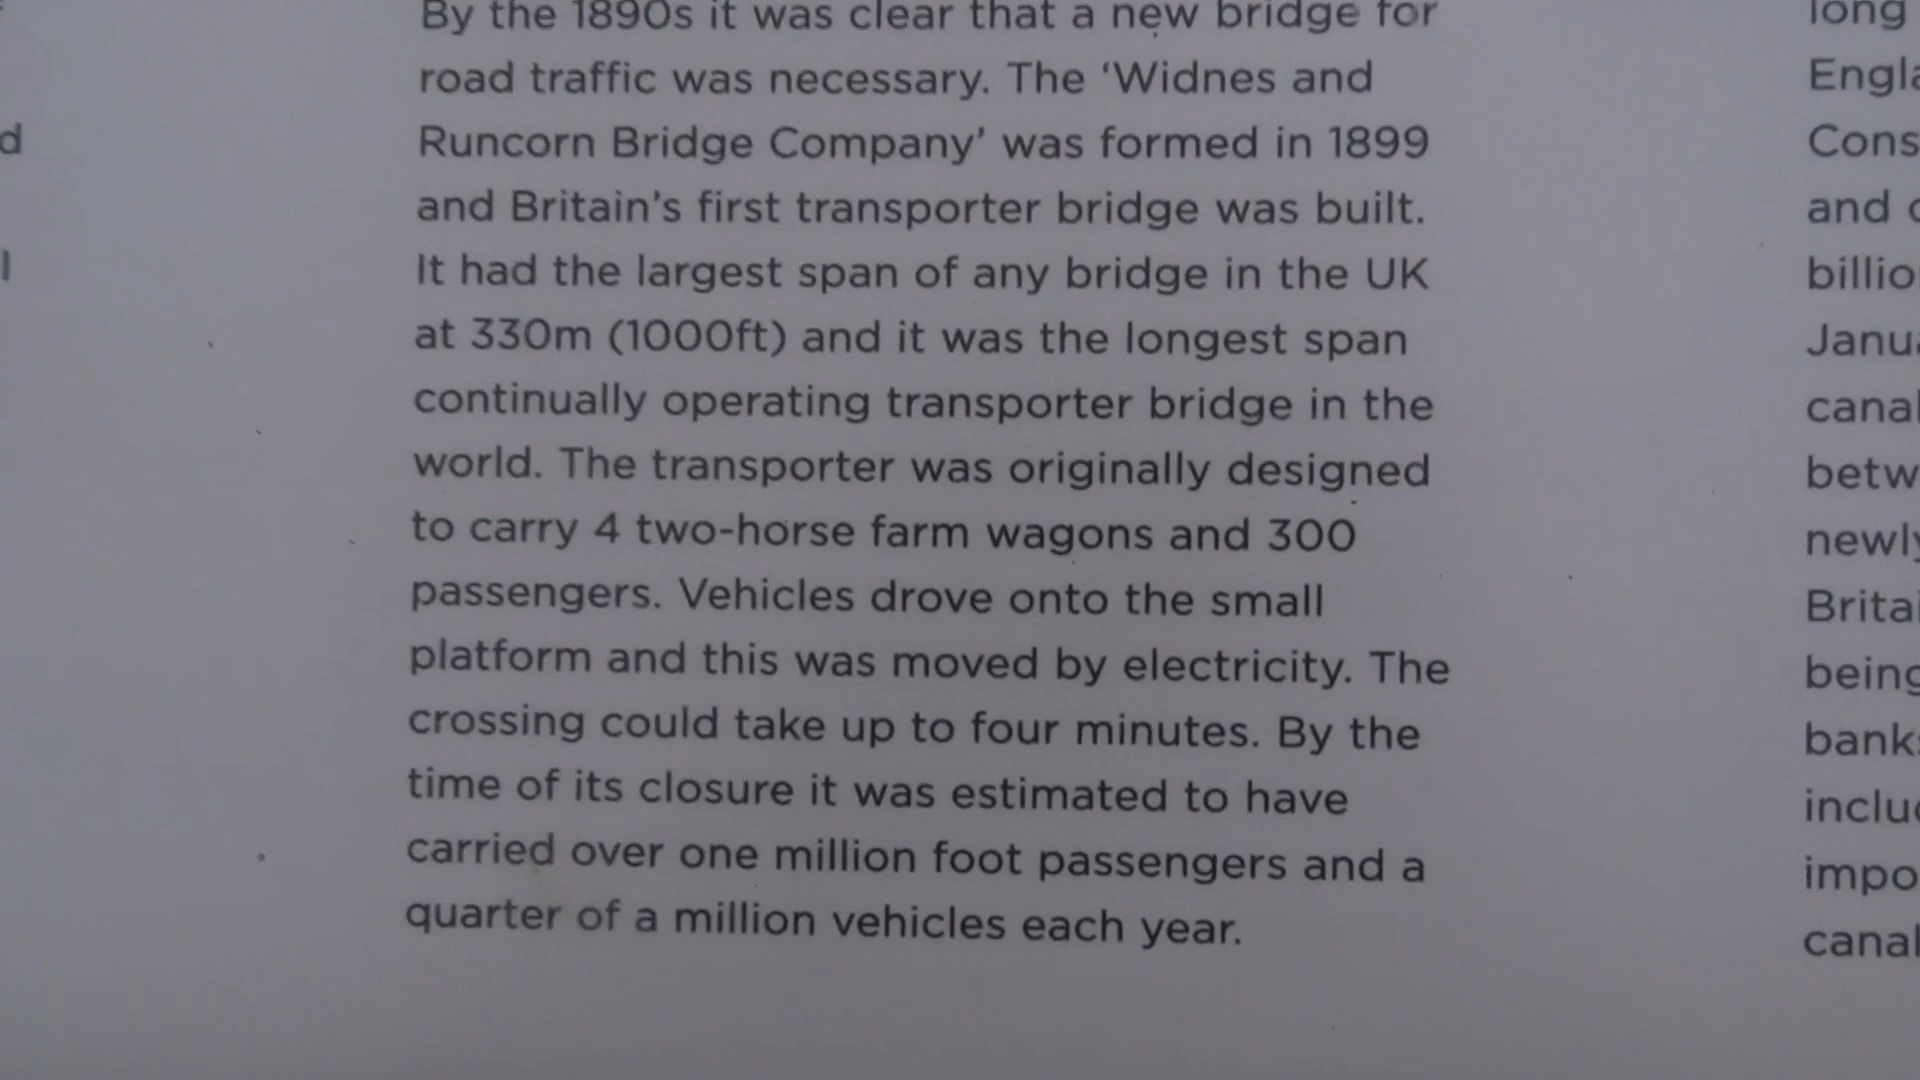 By the 1890s it was clear that a new bridge for
road traffic was necessary. The ‘Widnes and
Runcorn Bridge Company’ was formed in 1899
and Britain’s first transporter bridge was built.
It had the largest span of any bridge in the UK
at 330m (1000ft) and it was the longest span
continually operating transporter bridge in the
world. The transporter was originally designed
to carry 4 two-horse farm wagons and 300
passengers. Vehicles drove onto the small
platform and this was moved by electricity. The
crossing could take up to four minutes. By the
time of its closure it was estimated to have
carried over one million foot passengers and a
quarter of a million vehicles each year.
long
and